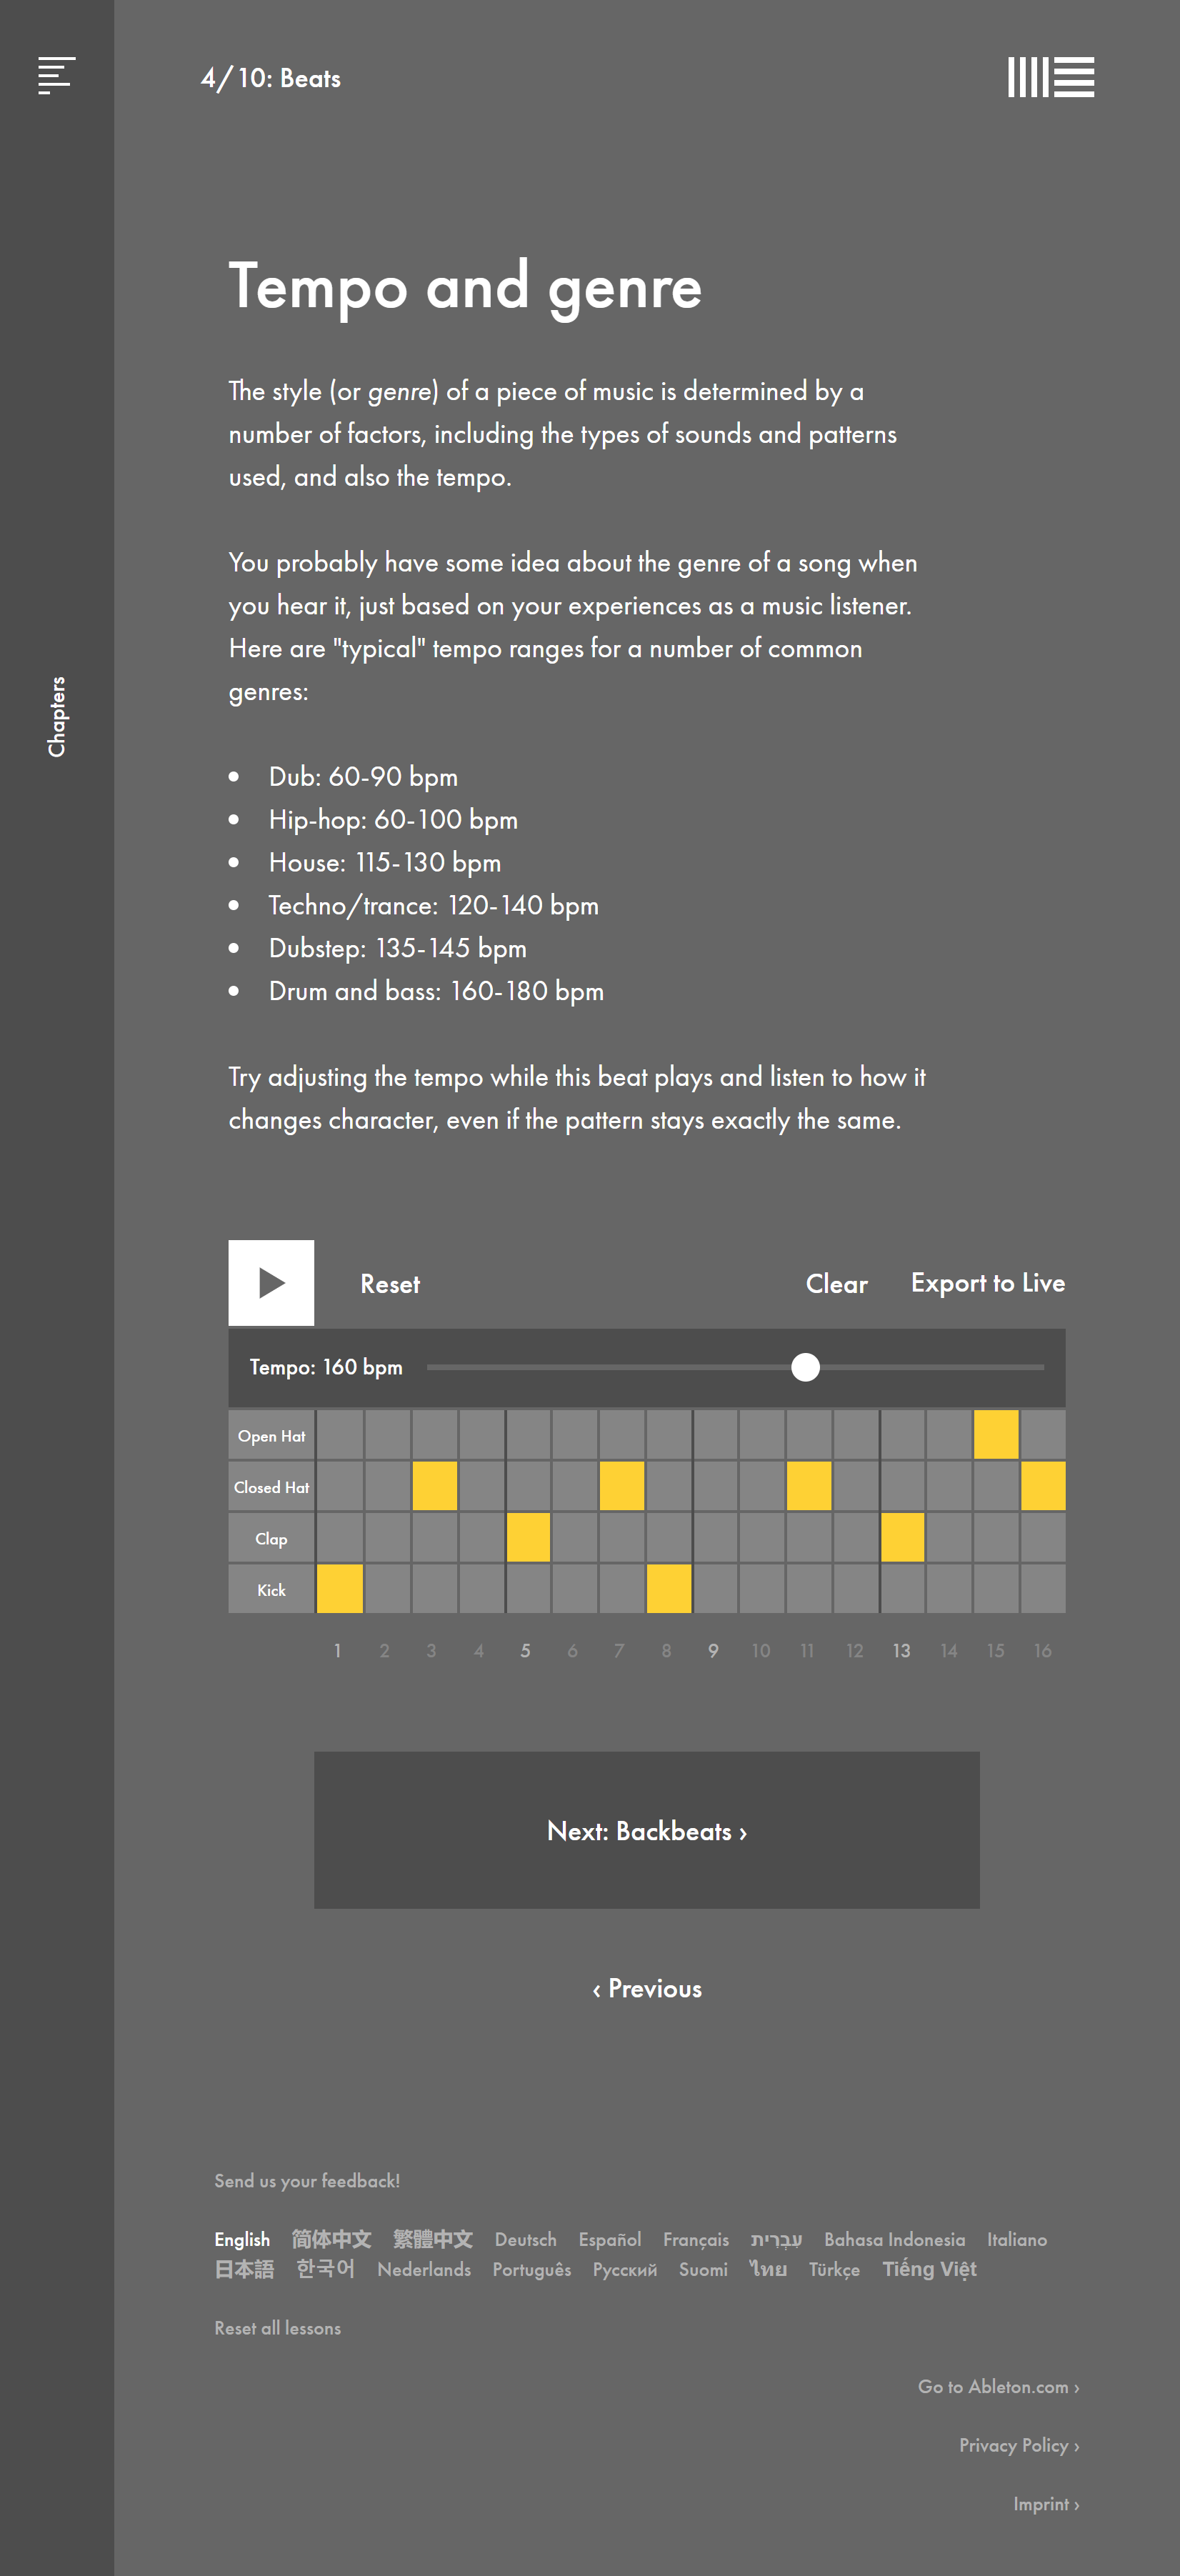 4/10: Beats
Chapters
Tempo and genre
The style (or genre) of a piece of music is determined by a
number of factors, including the types of sounds and patterns
used, and also the tempo.
You probably have some idea about the genre of a song when
you hear it, just based on your experiences as a music listener.
Here are "typical" tempo ranges for a number of common
genres:
Dub: 60-90 bpm
Hip-hop: 60-100 bpm
House: 115-130 bpm
Techno/trance: 120-140 bpm
Dubstep: 135-145 bpm
Drum and bass: 160-180 bpm
Try adjusting the tempo while this beat plays and listen to how it
changes character, even if the pattern stays exactly the same.
Reset Clear Export to Live
Tempo: 160 bpm
Open Hat
Closed Hat
Clap
Kick
1 2 3 4 5 6 7 8 9 10 11 12 13 14 15 16
Next: Backbeats ›
‹ Previous
Send us your feedback!
English 简体中文 繁體中文 Deutsch Español Français עִבְרִית Bahasa Indonesia Italiano
日本語 한국어 Nederlands Português Русский Suomi ไทย Türkçe Tiếng Việt
Reset all lessons
Go to Ableton.com ›
Privacy Policy ›
Imprint ›